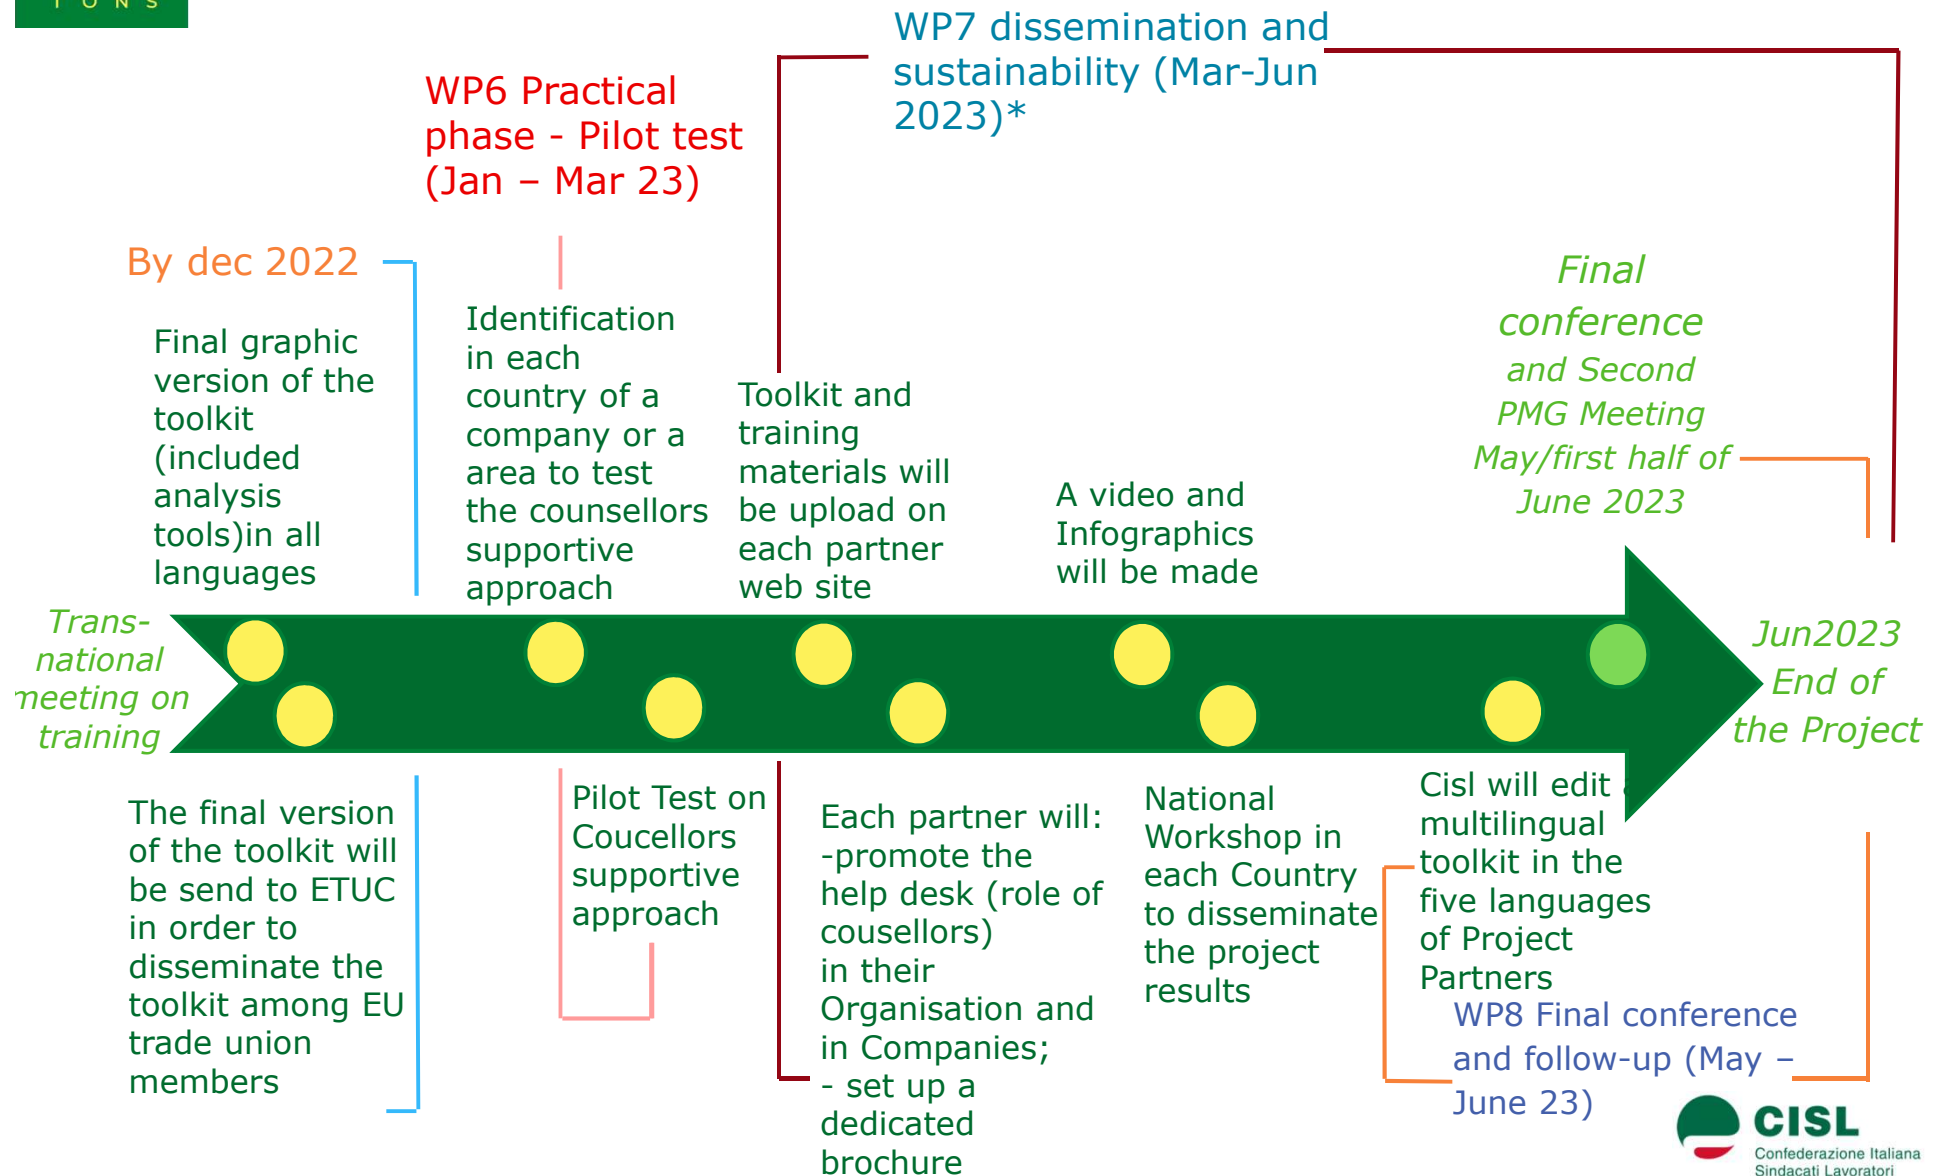 T O N S
WP7 dissemination and
sustainability (Mar-Jun
2023)*
WP6 Practical
phase - Pilot test
(Jan – Mar 23)
By dec 2022
Final graphic
version of the
toolkit
(included
analysis
tools)in all
languages
Identification
in each
country of a
company or a
area to test
the counsellors
supportive
approach
Toolkit and
training
materials will
be upload on
each partner
web site
A video and
Infographics
will be made
Final
conference
and Second
PMG Meeting
May/first half of
June 2023
Trans-
national
meeting on
training
Jun2023
End of
the Project
The final version
of the toolkit will
be send to ETUC
in order to
disseminate the
toolkit among EU
trade union
members
Pilot Test on
Coucellors
supportive
approach
Each partner will:
-promote the
help desk (role of
cousellors)
in their
Organisation and
in Companies;
- set up a
dedicated
brochure
National
Workshop in
each Country
to disseminate
the project
results
Cisl will edit a
multilingual
toolkit in the
five languages
of Project
Partners
WP8 Final conference
and follow-up (May –
June 23)
CISL
Confederazione Italiana
Sindacati Lavoratori